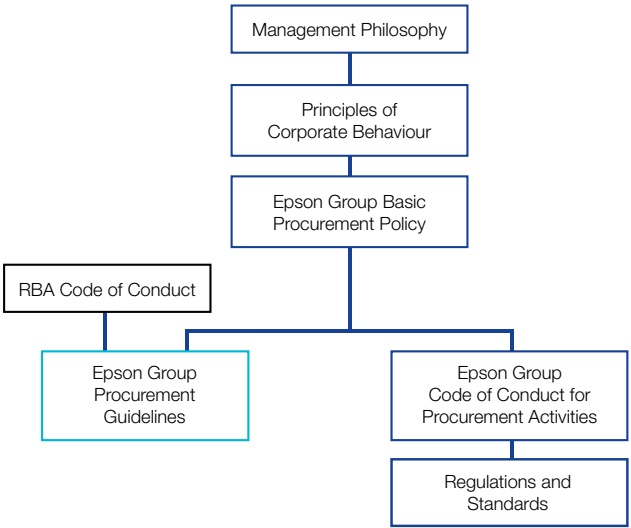 Management Philosophy
Principles of
Corporate Behaviour
Epson Group Basic
Procurement Policy
RBA Code of Conduct
Epson Group
Procurement
Guidelines
Epson Group
Code of Conduct for
Procurement Activities
Regulations and
Standards